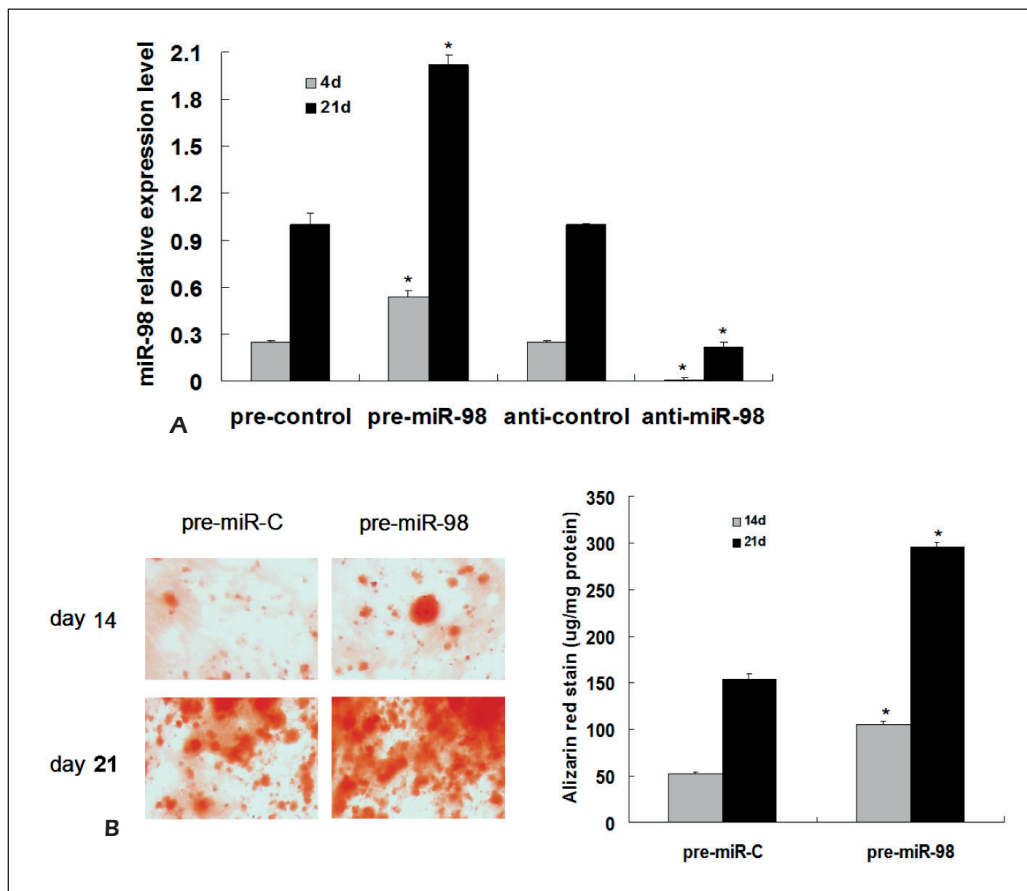 miR-98 relative expression level
2.1
1.8
1.5
1.2
0.9
0.6
0.3
0
4d
21d
*
*
*
*
pre-control pre-miR-98 anti-control anti-miR-98
A
pre-miR-C pre-miR-98
day 14
day 21
B
Alizarin red stain (ug/mg protein)
350
300
250
200
150
100
50
0
14d
21d
*
*
pre-miR-C pre-miR-98